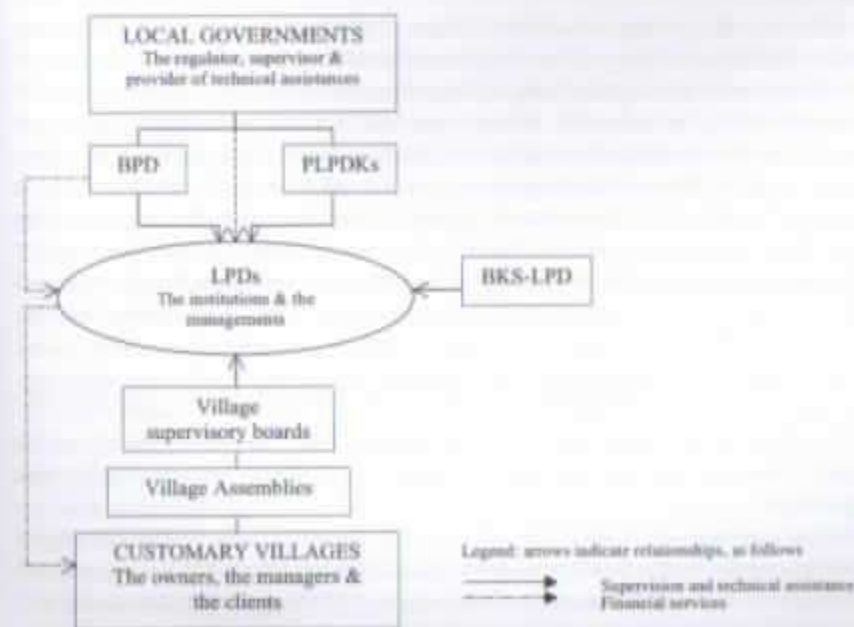 LOCAL GOVERNMENTS
The regulator, supervisor &
provider of technical assistances
BPD
PLPDKs
LPDs
The institutions & the
managements
BKS-LPD
Village
supervisory boards
Village Assemblies
CUSTOMARY VILLAGES
The owners, the managers &
the clients
Legend: arrows indicate relationships, as follows
Supervision and technical assistance
Financial services